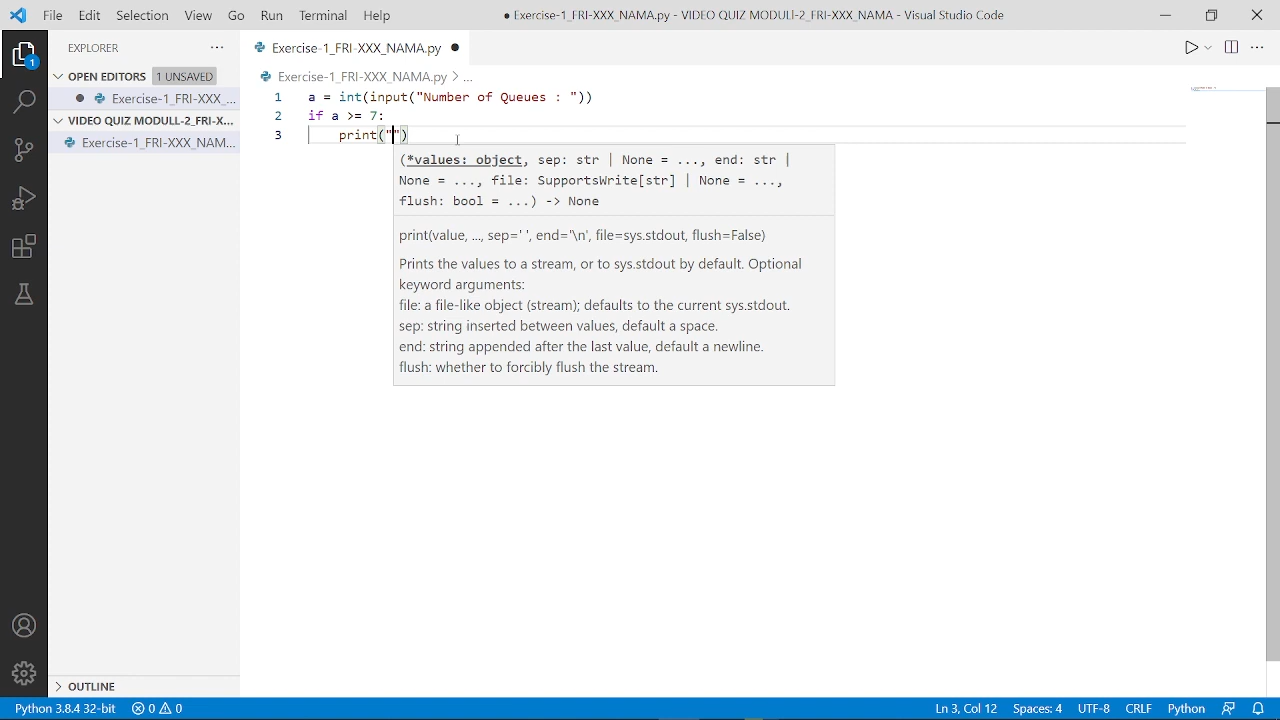 File Edit Selection View Go Run Terminal Help
● Exercise-1_FRI-XXX_NAMA.py - VIDEO QUIZ MODULl-2_FRI-XXX_NAMA - Visual Studio Code
EXPLORER ...
Exercise-1_FRI-XXX_NAMA.py ●
OPEN EDITORS 1 UNSAVED
Exercise-1_FRI-XXX_NAMA.py > ...
● Exercise-1_FRI-XXX_...
VIDEO QUIZ MODULL-2_FRI-X...
Exercise-1_FRI-XXX_NAM...
1 a = int(input("Number of Queues : "))
2 if a >= 7:
3 print("")
(*values: object, sep: str | None = ..., end: str |
None = ..., file: SupportsWrite[str] | None = ...,
flush: bool = ...) -> None
print(value, ..., sep=' ', end='\n', file=sys.stdout, flush=False)
Prints the values to a stream, or to sys.stdout by default. Optional
keyword arguments:
file: a file-like object (stream); defaults to the current sys.stdout.
sep: string inserted between values, default a space.
end: string appended after the last value, default a newline.
flush: whether to forcibly flush the stream.
1
OUTLINE
Python 3.8.4 32-bit 0 0 Ln 3, Col 12 Spaces: 4 UTF-8 CRLF Python